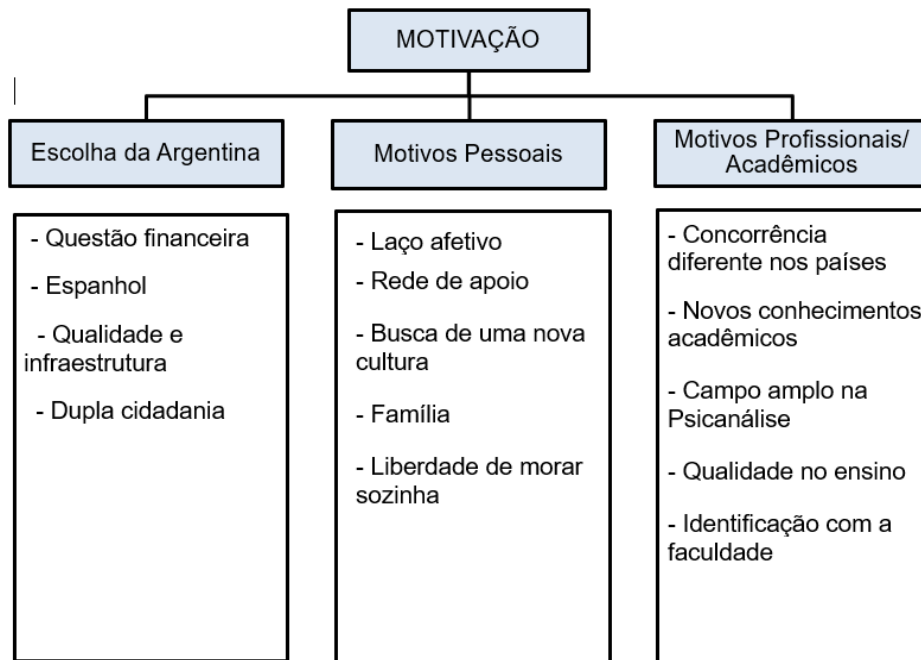 MOTIVAÇÃO
Escolha da Argentina
Motivos Pessoais
Motivos Profissionais/
Acadêmicos
- Questão financeira
- Espanhol
- Qualidade e
infraestrutura
- Dupla cidadania
- Laço afetivo
- Rede de apoio
- Busca de uma nova
cultura
- Família
- Liberdade de morar
sozinha
- Concorrência
diferente nos países
- Novos conhecimentos
acadêmicos
- Campo amplo na
Psicanálise
- Qualidade no ensino
- Identificação com a
faculdade